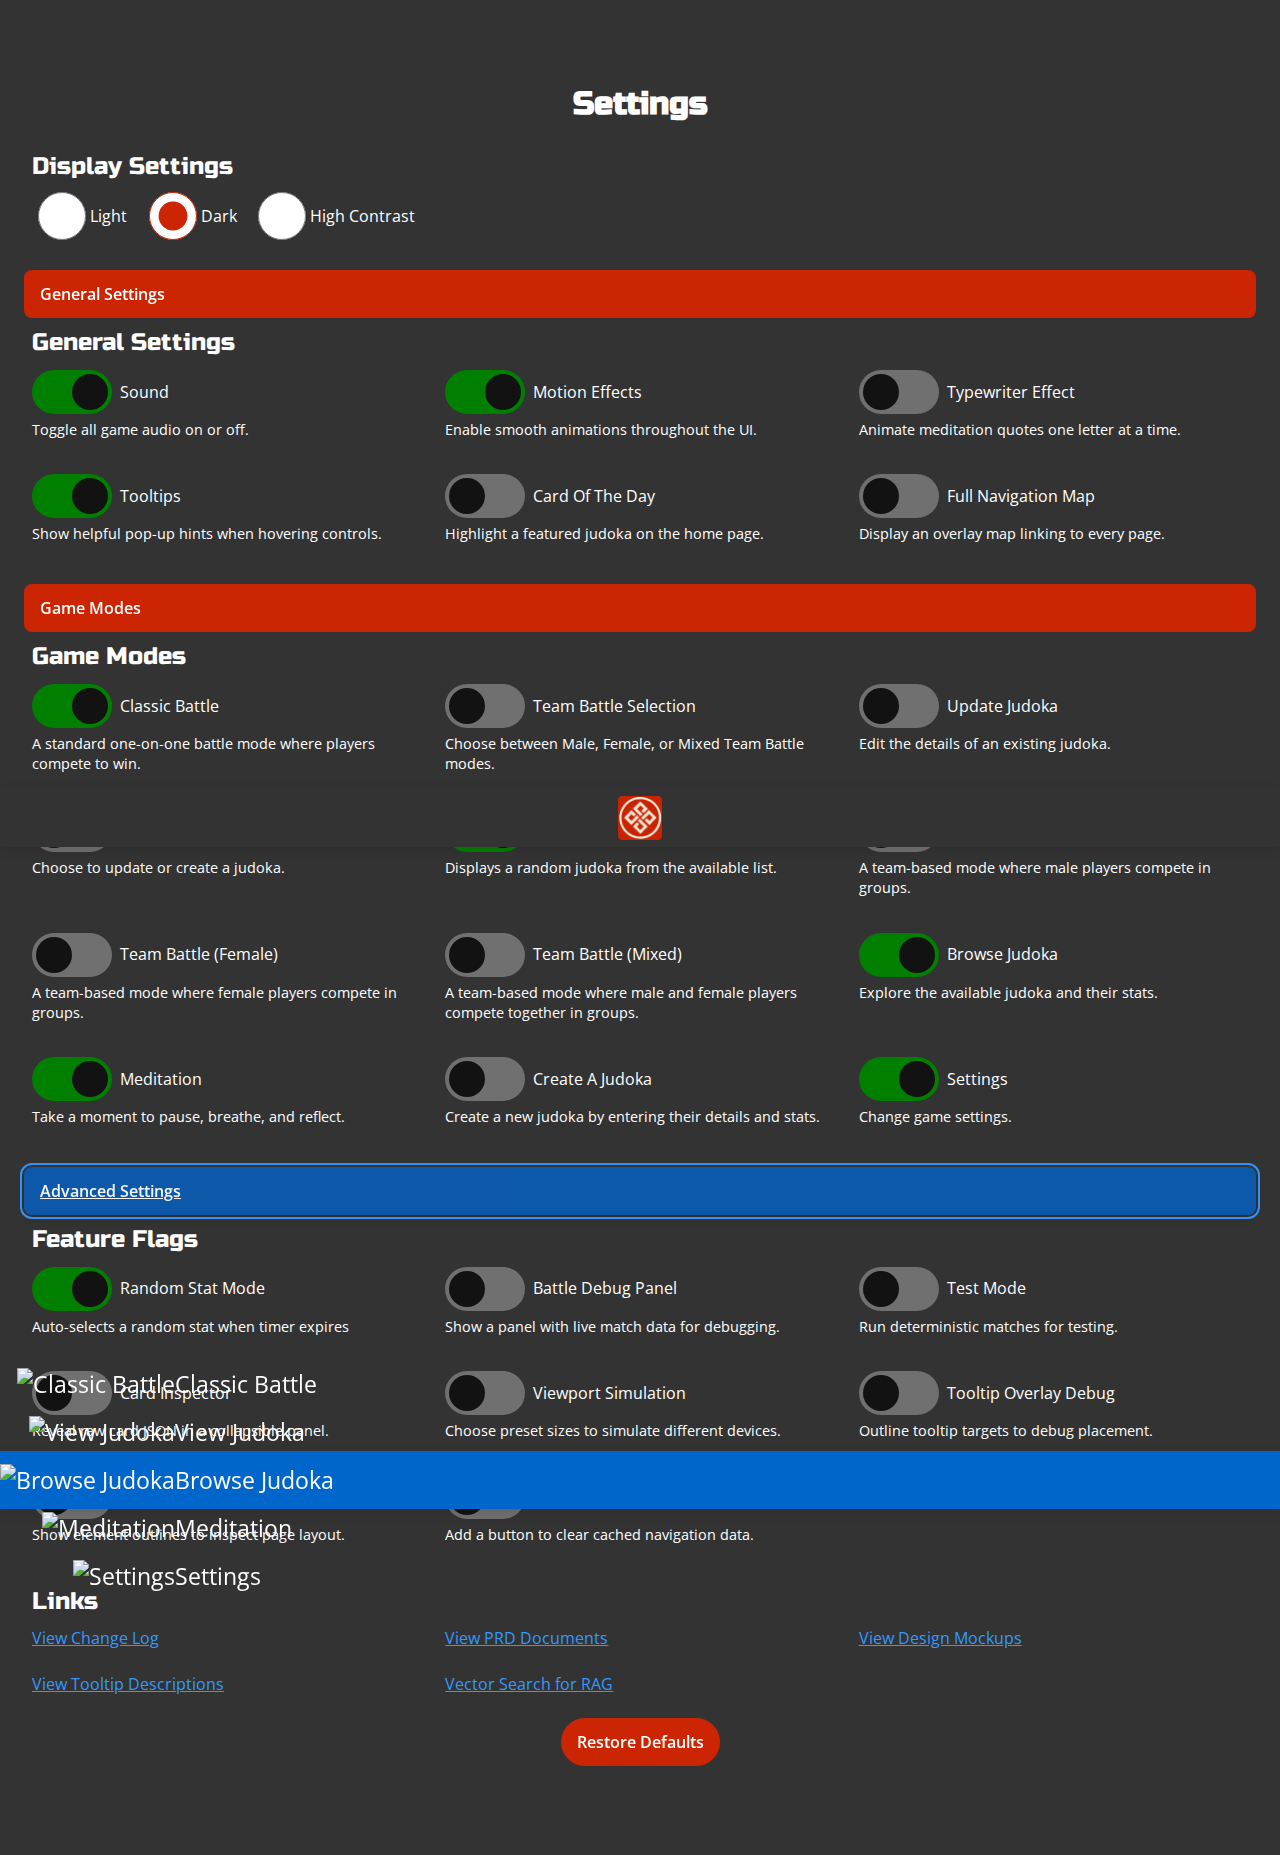 Settings
Display Settings
Light Dark High Contrast
General Settings
General Settings
Sound Motion Effects Typewriter Effect
Toggle all game audio on or off. Enable smooth animations throughout the UI. Animate meditation quotes one letter at a time.
Tooltips Card Of The Day Full Navigation Map
Show helpful pop-up hints when hovering controls. Highlight a featured judoka on the home page. Display an overlay map linking to every page.
Game Modes
Game Modes
Classic Battle Team Battle Selection Update Judoka
A standard one-on-one battle mode where players Choose between Male, Female, or Mixed Team Battle Edit the details of an existing judoka.
compete to win. modes.
Choose to update or create a judoka. Displays a random judoka from the available list. A team-based mode where male players compete in
groups.
Team Battle (Female) Team Battle (Mixed) Browse Judoka
A team-based mode where female players compete in A team-based mode where male and female players Explore the available judoka and their stats.
groups. compete together in groups.
Meditation Create A Judoka Settings
Take a moment to pause, breathe, and reflect. Create a new judoka by entering their details and stats. Change game settings.
Advanced Settings
Feature Flags
Random Stat Mode Battle Debug Panel Test Mode
Auto-selects a random stat when timer expires Show a panel with live match data for debugging. Run deterministic matches for testing.
Classic BattleClassic Battle
Card Inspector Viewport Simulation Tooltip Overlay Debug
Reveal raw card JSON in a collapsible panel. Choose preset sizes to simulate different devices. Outline tooltip targets to debug placement.
View JudokaView Judoka
Browse JudokaBrowse Judoka
MeditationMeditation
Show element outlines to inspect page layout. Add a button to clear cached navigation data.
SettingsSettings
Links
View Change Log View PRD Documents View Design Mockups
View Tooltip Descriptions Vector Search for RAG
Restore Defaults